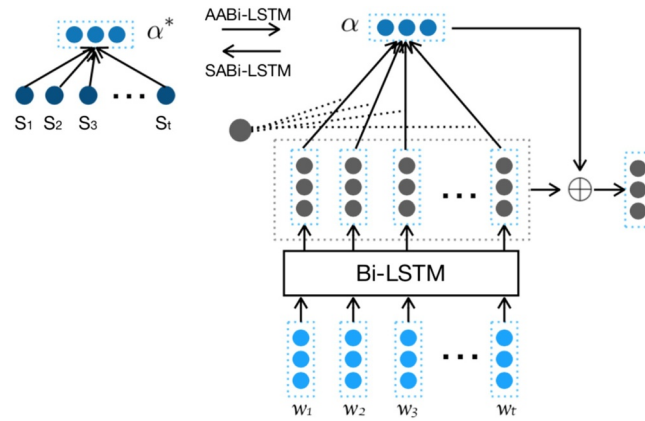 α*
AABi-LSTM
SABi-LSTM
α
S1 S2 S3 ... St
Bi-LSTM
...
w1 w2 w3 wt